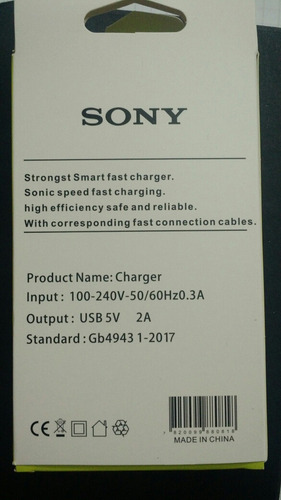 SONY
Strongst Smart fast charger.
Sonic speed fast charging.
high efficiency safe and reliable.
With corresponding fast connection cables.
Product Name: Charger
Input : 100-240V-50/60Hz0.3A
Output : USB 5V 2A
Standard : Gb4943 1-2017
CE
MADE IN CHINA